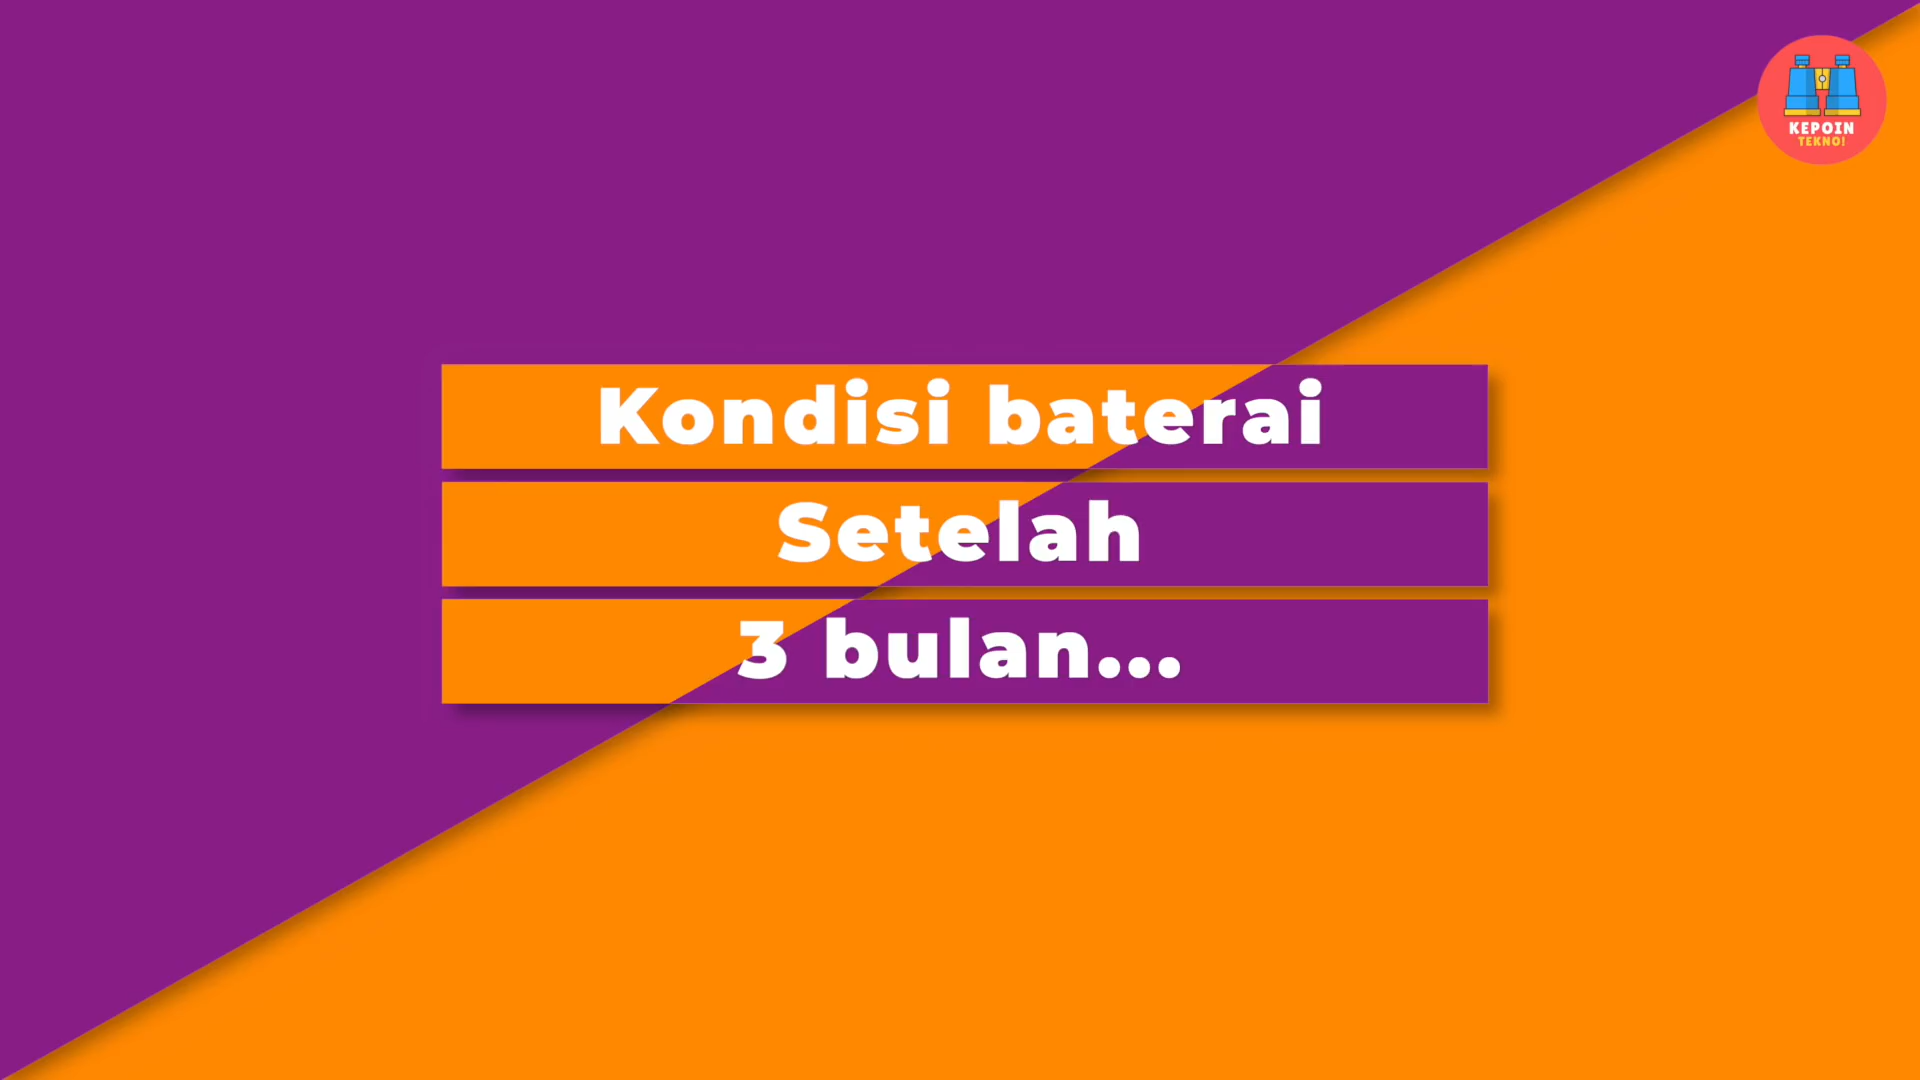 KEPOIN
TEKNO!
Kondisi baterai
Setelah
3 bulan...